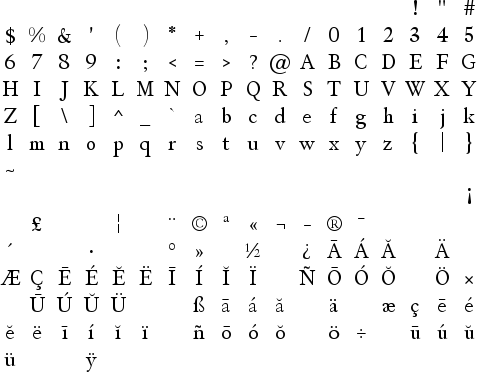 ! " #
$ % & ' ( ) * + , - . / 0 1 2 3 4 5
6 7 8 9 : ; < = > ? @ A B C D E F G
H I J K L M N O P Q R S T U V W X Y
Z [ \ ] ^ _ ` a b c d e f g h i j k
l m n o p q r s t u v w x y z { | }
~
¡
£ ¦ ¨ © ª « ¬ - ® ¯
´ · ° » ½ ¿ Ā Á Ă Ä
Æ Ç Ē É Ĕ Ë Ī Í Ĭ Ï Ñ Ō Ó Ŏ Ö ×
Ū Ú Ŭ Ü ß ā á ă ä æ ç ē é
ĕ ë ī í ĭ ï ñ ō ó ŏ ö ÷ ū ú ŭ
ü ÿ